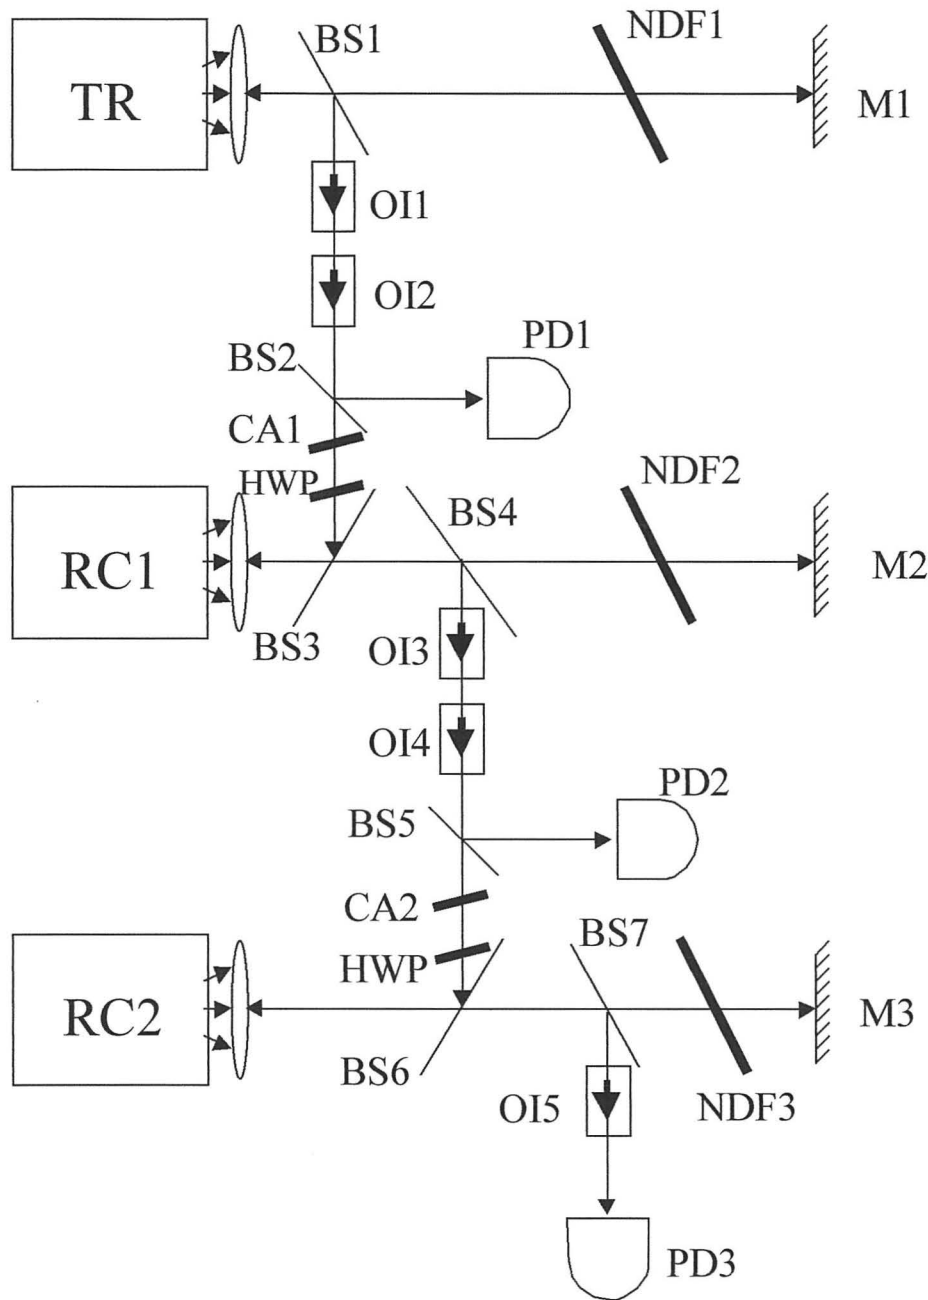 BS1
NDF1
TR
M1
OI1
OI2
PD1
BS2
CA1
HWP
NDF2
BS4
RC1
M2
BS3
OI3
OI4
PD2
BS5
CA2
BS7
HWP
RC2
M3
BS6
OI5
NDF3
PD3